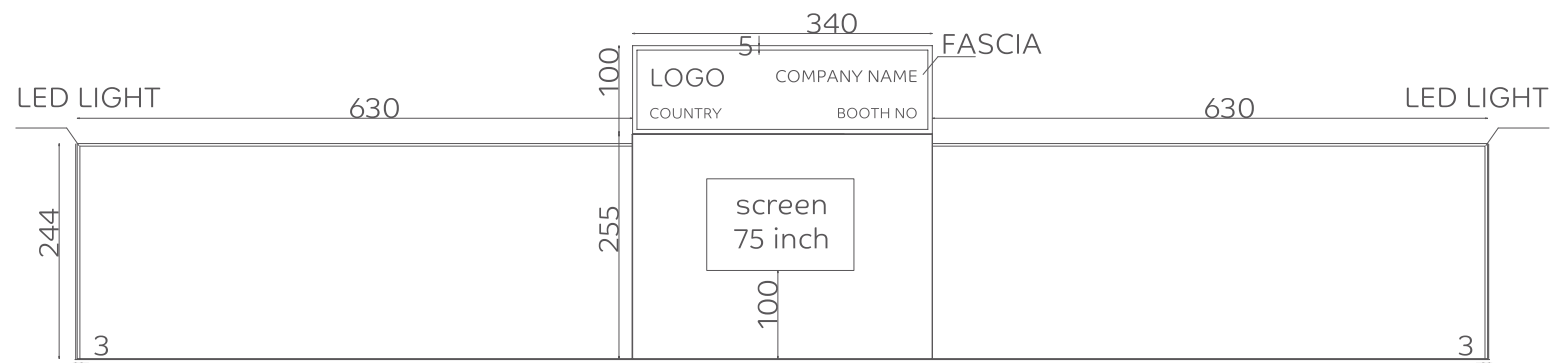 340
5
FASCIA
100
LOGO
COMPANY NAME
LED LIGHT
630
COUNTRY
BOOTH NO
630
LED LIGHT
244
255
screen
75 inch
100
3
3